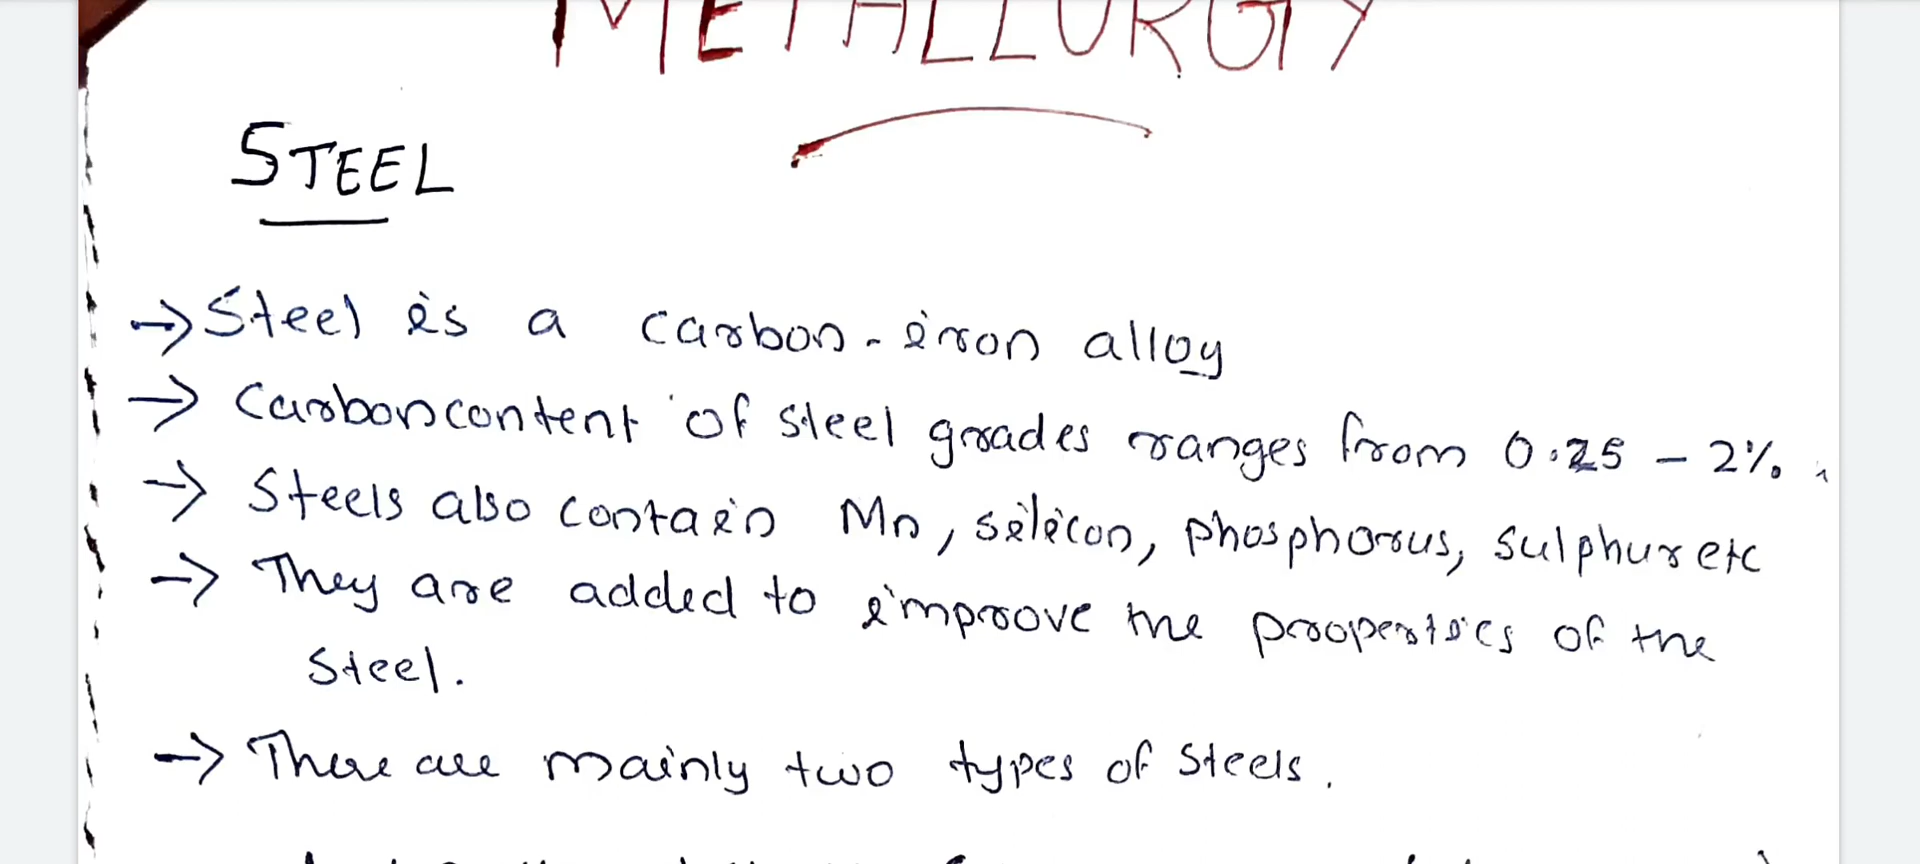 METALLURGY
STEEL
→ Steel is a carbon-iron alloy
→ Carbon content of steel grades ranges from 0.25 - 2%.
→ Steels also contain Mn, silicon, phosphorus, sulphur etc
→ They are added to improve the properties of the
steel.
→ There are mainly two types of steels.